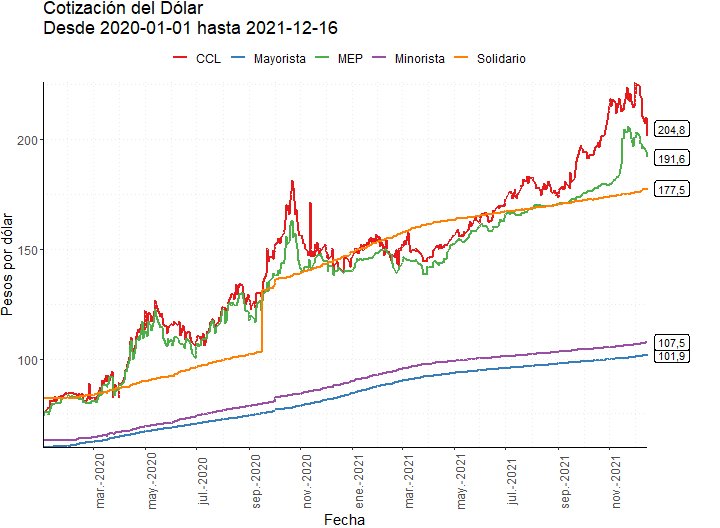 Cotización del Dólar
Desde 2020-01-01 hasta 2021-12-16
CCL Mayorista MEP Minorista Solidario
Pesos por dólar
200
150
100
204,8
191,6
177,5
107,5
101,9
mar.-2020 may.-2020 jul.-2020 sep.-2020 nov.-2020 ene.-2021 mar.-2021 may.-2021 jul.-2021 sep.-2021 nov.-2021
Fecha